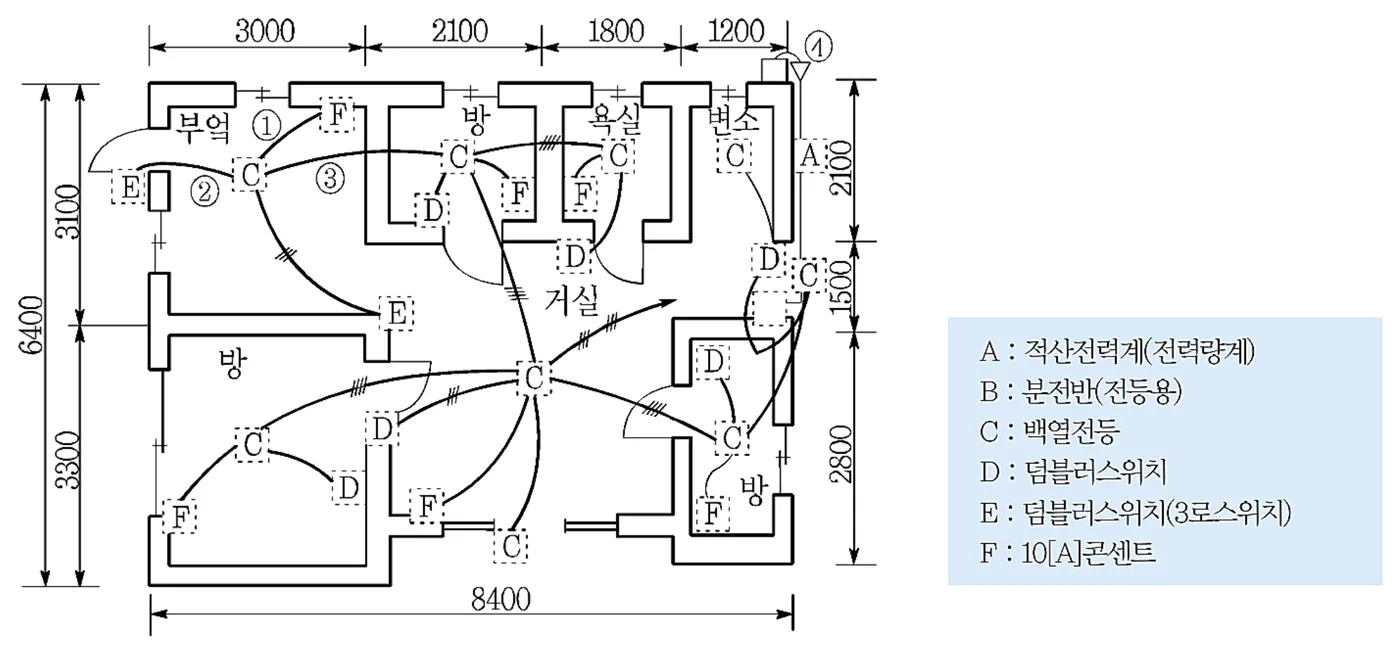 3000 2100 1800 1200 ④
부엌 ① F 방 욕실 변소
C C C A
E ② C ③ F F
D
3100 2100
D D C
6400 E 거실 1500
방 D
C
D C
C
3300 D 2800
F F F 방
C
8400
A : 적산전력계(전력량계)
B : 분전반(전등용)
C : 백열전등
D : 덤블러스위치
E : 덤블러스위치(3로스위치)
F : 10[A]콘센트